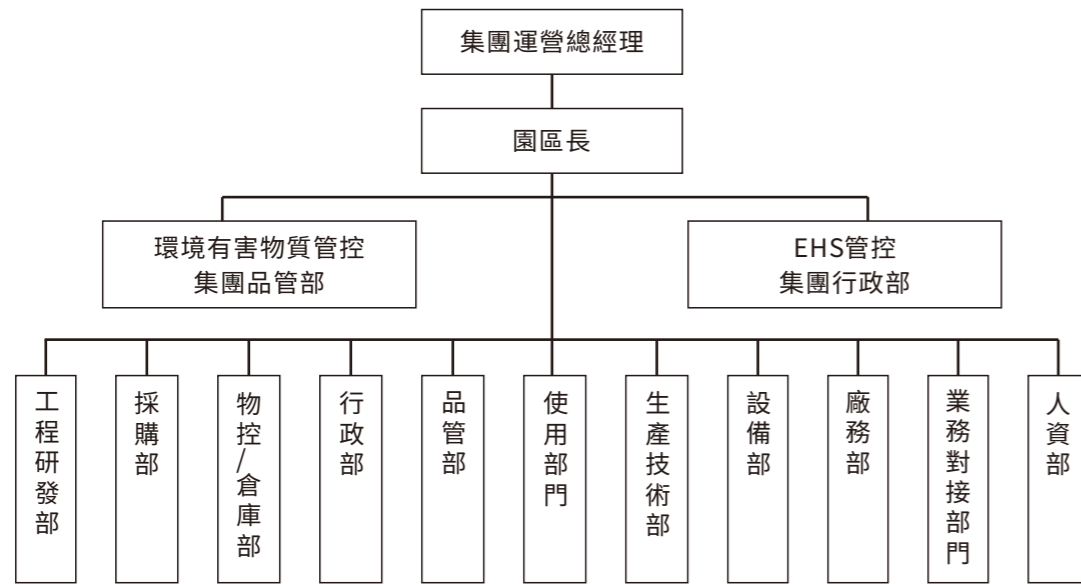 集團運營總經理
園區長
環境有害物質管控
集團品管部
EHS管控
集團行政部
工程研發部
採購部
物控/倉庫部
行政部
品管部
使用部門
生產技術部
設備部
廠務部
業務對接部門
人資部